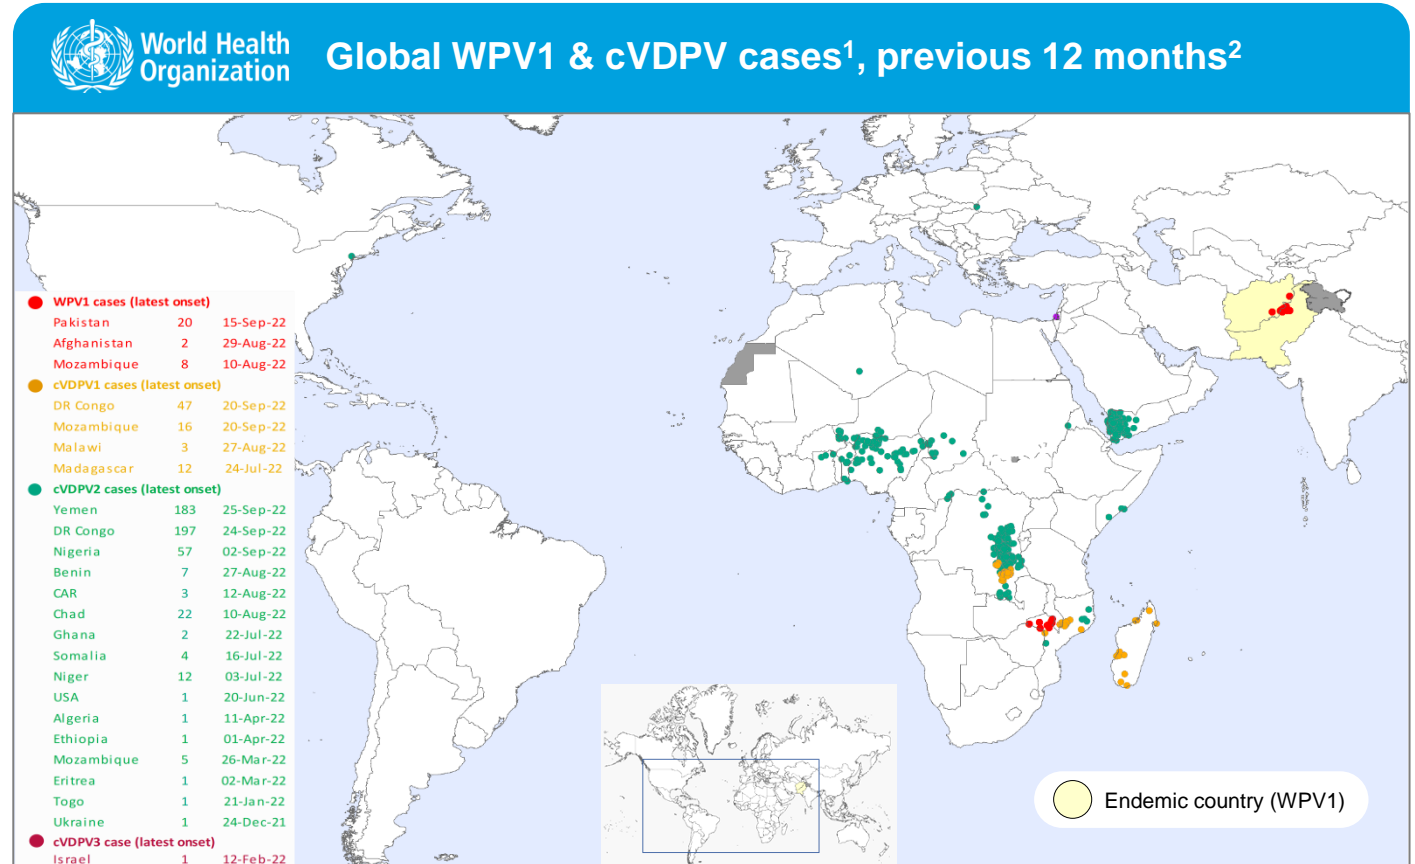 World Health
Organization
Global WPV1 & cVDPV cases¹, previous 12 months²
WPV1 cases (latest onset)
Pakistan 20 15-Sep-22
Afghanistan 2 29-Aug-22
Mozambique 8 10-Aug-22
cVDPV1 cases (latest onset)
DR Congo 47 20-Sep-22
Mozambique 16 20-Sep-22
Malawi 3 27-Aug-22
Madagascar 12 24-Jul-22
cVDPV2 cases (latest onset)
Yemen 183 25-Sep-22
DR Congo 197 24-Sep-22
Nigeria 57 02-Sep-22
Benin 7 27-Aug-22
CAR 3 12-Aug-22
Chad 22 10-Aug-22
Ghana 2 22-Jul-22
Somalia 4 16-Jul-22
Niger 12 03-Jul-22
USA 1 20-Jun-22
Algeria 1 11-Apr-22
Ethiopia 1 01-Apr-22
Mozambique 5 26-Mar-22
Eritrea 1 02-Mar-22
Togo 1 21-Jan-22
Ukraine 1 24-Dec-21
cVDPV3 case (latest onset)
Israel 1 12-Feb-22
Endemic country (WPV1)